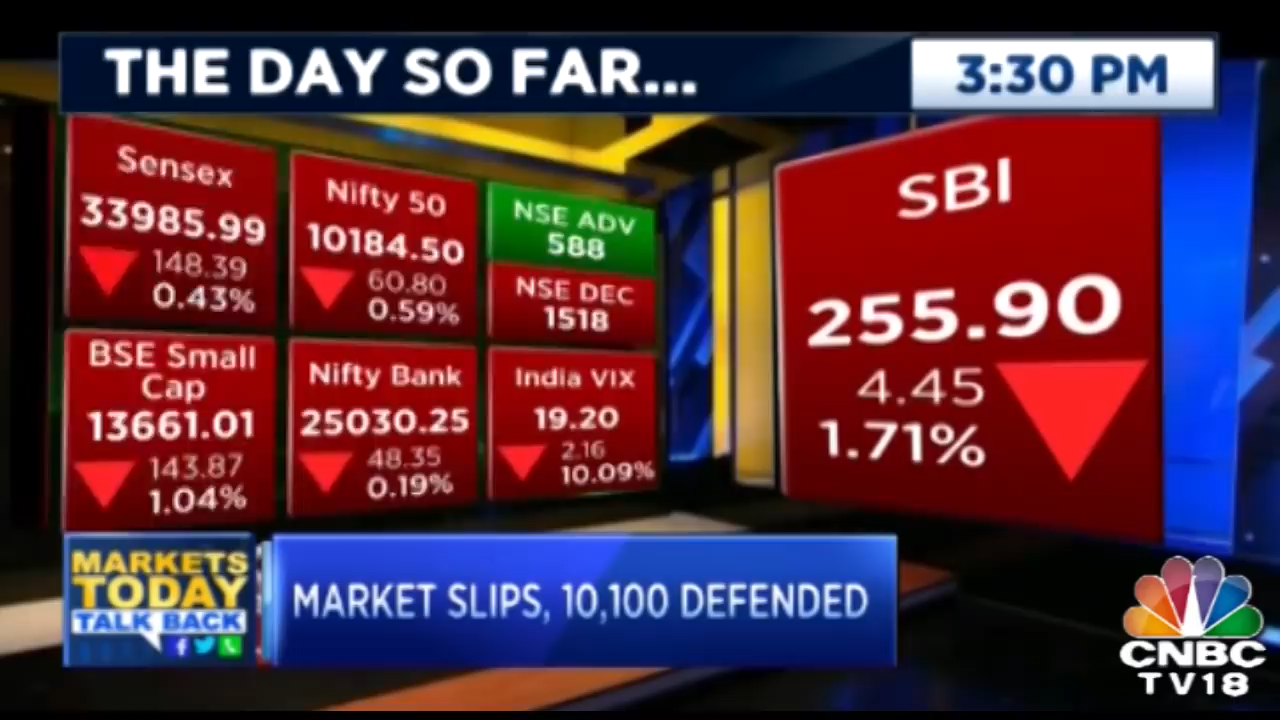 THE DAY SO FAR...
3:30 PM
Sensex
33985.99
148.39
0.43%
Nifty 50
10184.50
60.80
0.59%
NSE ADV
588
NSE DEC
1518
BSE Small
Cap
13661.01
143.87
1.04%
Nifty Bank
25030.25
48.35
0.19%
India VIX
19.20
2.16
10.09%
SBI
255.90
4.45
1.71%
MARKETS
TODAY
TALK BACK
MARKET SLIPS, 10,100 DEFENDED
CNBC
TV18